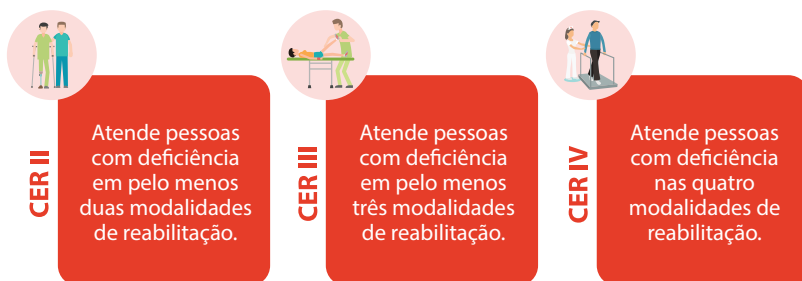 CER II
Atende pessoas
com deficiência
em pelo menos
duas modalidades
de reabilitação.
CER III
Atende pessoas
com deficiência
em pelo menos
três modalidades
de reabilitação.
CER IV
Atende pessoas
com deficiência
nas quatro
modalidades de
reabilitação.